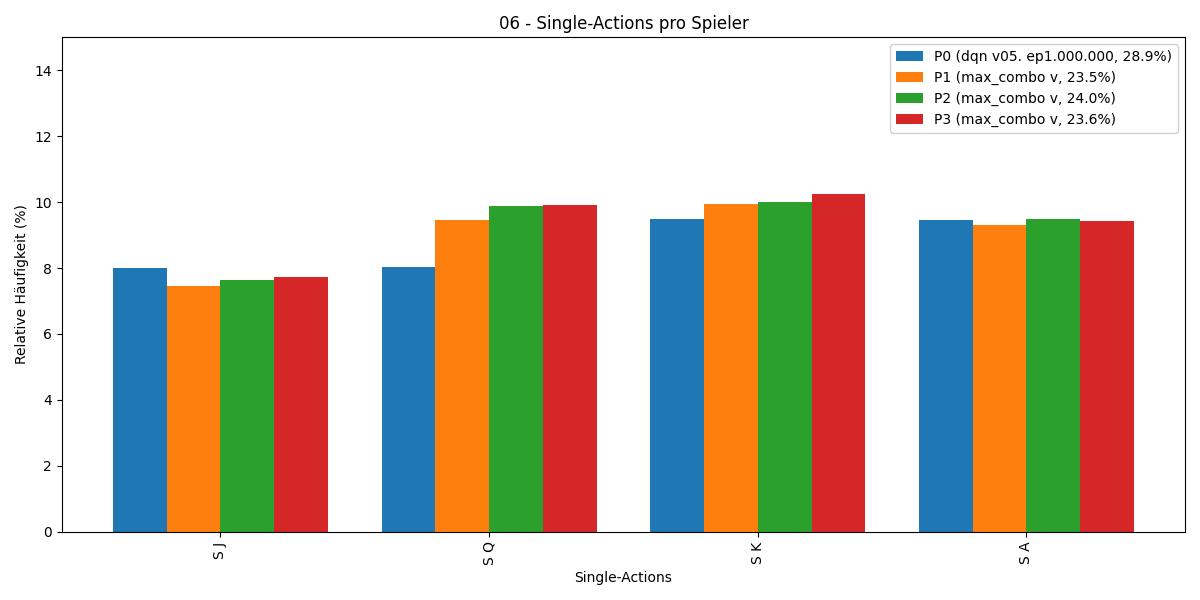 06 - Single-Actions pro Spieler
P0 (dqn v05. ep1.000.000, 28.9%)
P1 (max_combo v, 23.5%)
P2 (max_combo v, 24.0%)
P3 (max_combo v, 23.6%)
Relative Häufigkeit (%)
14
12
10
8
6
4
2
0
S J
S Q
S K
S A
Single-Actions